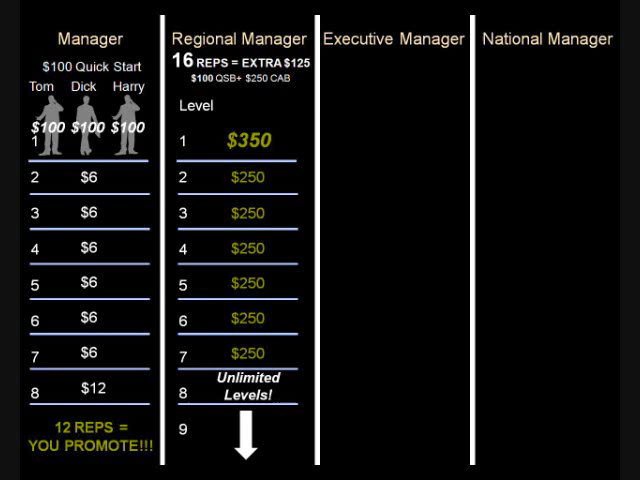 Manager
$100 Quick Start
Tom Dick Harry
$100 $100 $100
1
2 $6
3 $6
4 $6
5 $6
6 $6
7 $6
8 $12
12 REPS =
YOU PROMOTE!!!
Regional Manager
16 REPS = EXTRA $125
$100 QSB+ $250 CAB
Level
1 $350
2 $250
3 $250
4 $250
5 $250
6 $250
7 $250
8 Unlimited
Levels!
9
Executive Manager
National Manager